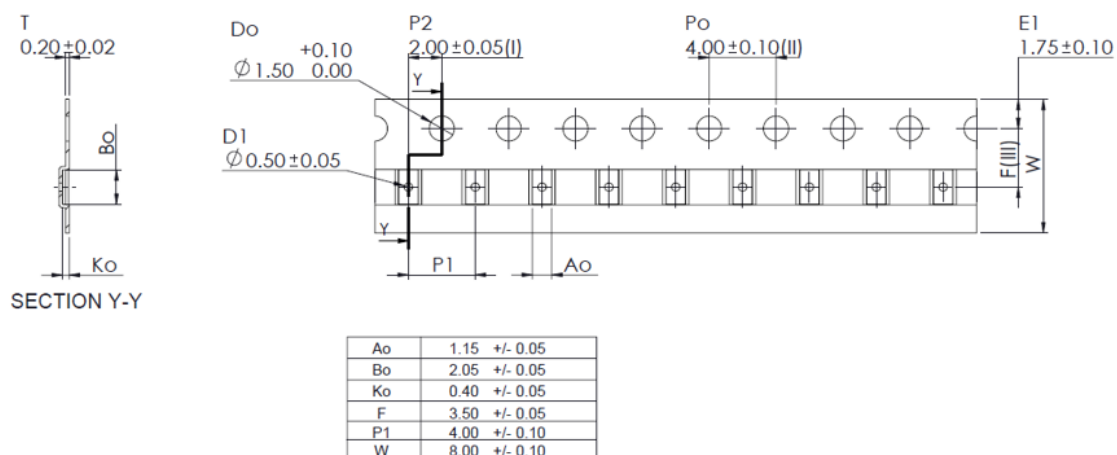 T
0.20±0.02
Do
+0.10
∅1.50 0.00
P2
2.00±0.05(I)
Po
4.00±0.10(II)
E1
1.75±0.10
Y
D1
∅0.50±0.05
Bo
F(III)
W
Y
P1
Ao
Ko
SECTION Y-Y
Ao 1.15 +/- 0.05
Bo 2.05 +/- 0.05
Ko 0.40 +/- 0.05
F 3.50 +/- 0.05
P1 4.00 +/- 0.10
W 8.00 +/- 0.10